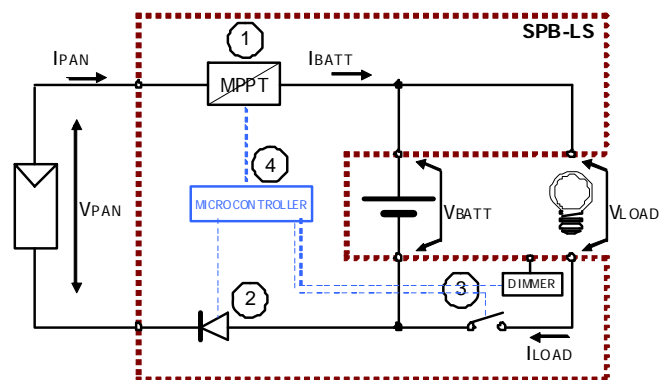 SPB-LS
1
IPAN
IBATT
MPPT
4
MICROCONTROLLER
VPAN
VBATT
VLOAD
2
3
DIMMER
ILOAD